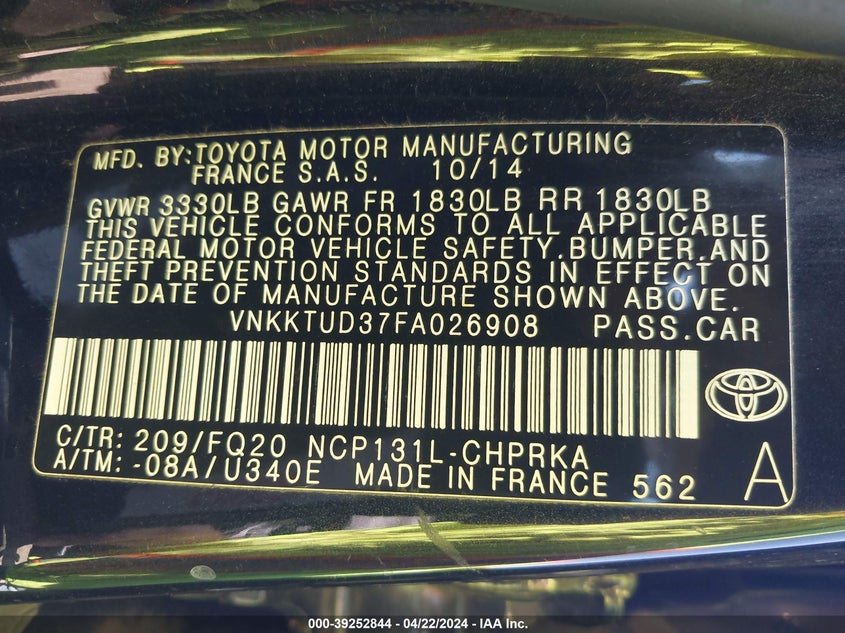 MFD. BY:TOYOTA MOTOR MANUFACTURING
FRANCE S.A.S. 10/14
GVWR 3330LB GAWR FR 1830LB RR 1830LB
THIS VEHICLE CONFORMS TO ALL APPLICABLE
FEDERAL MOTOR VEHICLE SAFETY,BUMPER,AND
THEFT PREVENTION STANDARDS IN EFFECT ON
THE DATE OF MANUFACTURE SHOWN ABOVE.
VNKKTUD37FA026908 PASS.CAR
C/TR: 209/FQ20 NCP131L-CHPRKA
A/TM: -08A/U340E MADE IN FRANCE 562 A
000-39252844 - 04/22/2024 - IAA Inc.